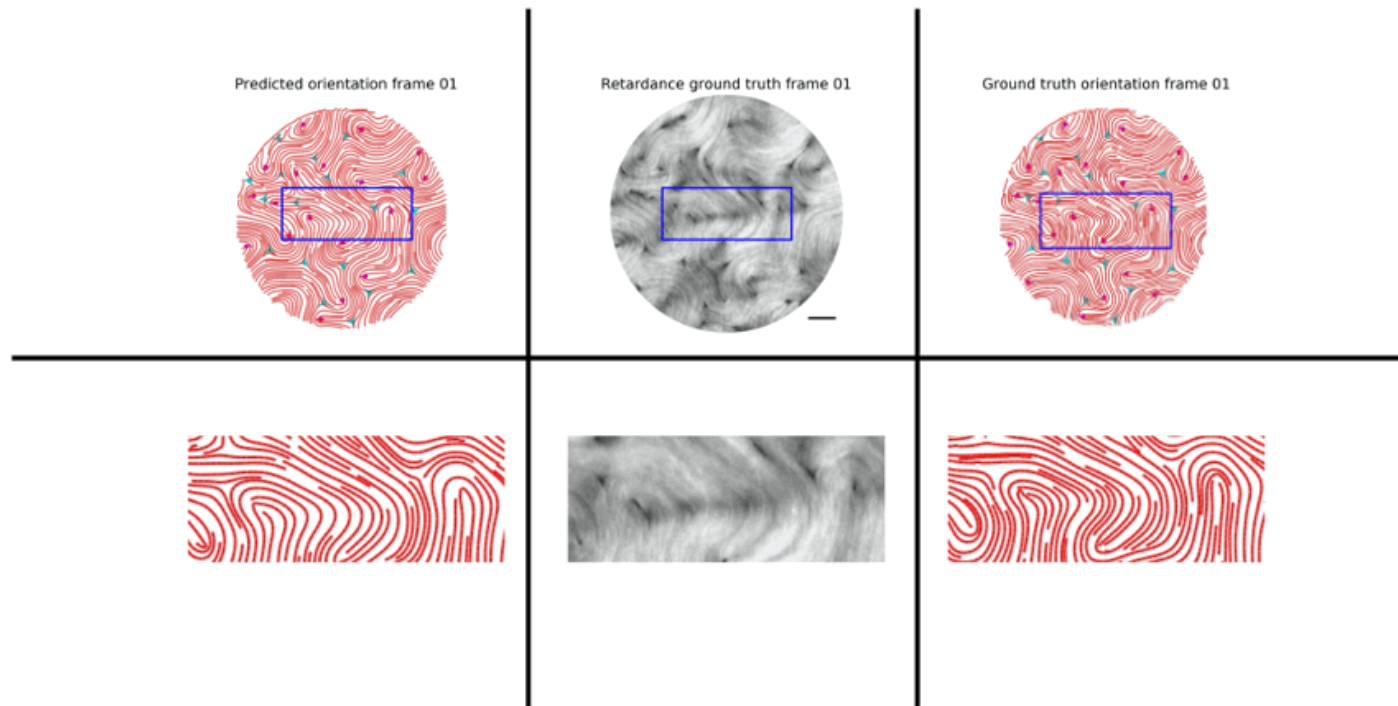 Predicted orientation frame 01
Retardance ground truth frame 01
Ground truth orientation frame 01